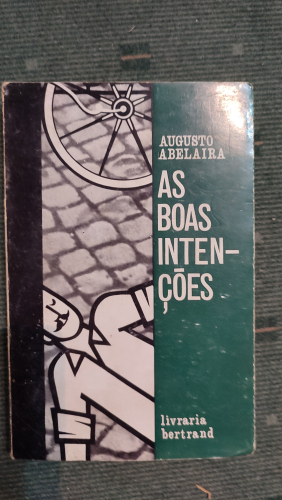 AUGUSTO
ABELAIRA
AS
BOAS
INTEN-
ÇÕES
livraria
bertrand